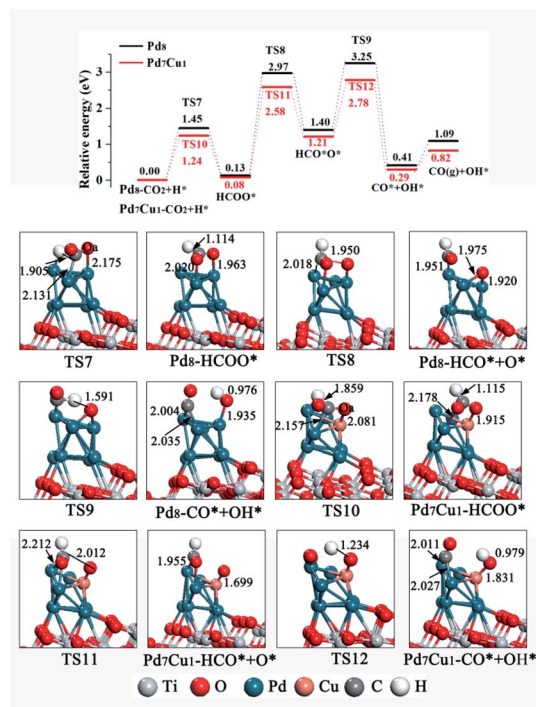 Pd8
Pd7Cu1
Relative energy (eV)
3
2
1
0
0.00
Pd8-CO2+H*
Pd7Cu1-CO2+H*
TS7
1.45
TS10
1.24
0.13
0.08
HCOO*
TS8
2.97
TS11
2.58
1.40
1.21
HCO*O*
TS9
3.25
TS12
2.78
0.41
0.29
CO*+OH*
1.09
0.82
CO(g)+OH*
1.905
Oa
2.175
2.131
TS7
1.114
2.020
1.963
Pd8-HCOO*
1.950
2.018
TS8
1.975
1.951
1.920
Pd8-HCO*+O*
1.591
TS9
0.976
2.004
1.935
2.035
Pd8-CO*+OH*
1.859
Oa
2.157
2.081
TS10
1.115
2.178
1.915
Pd7Cu1-HCOO*
2.212
2.012
TS11
1.955
1.699
Pd7Cu1-HCO*+O*
1.234
TS12
2.011
0.979
2.027
1.831
Pd7Cu1-CO*+OH*
Ti O Pd Cu C H